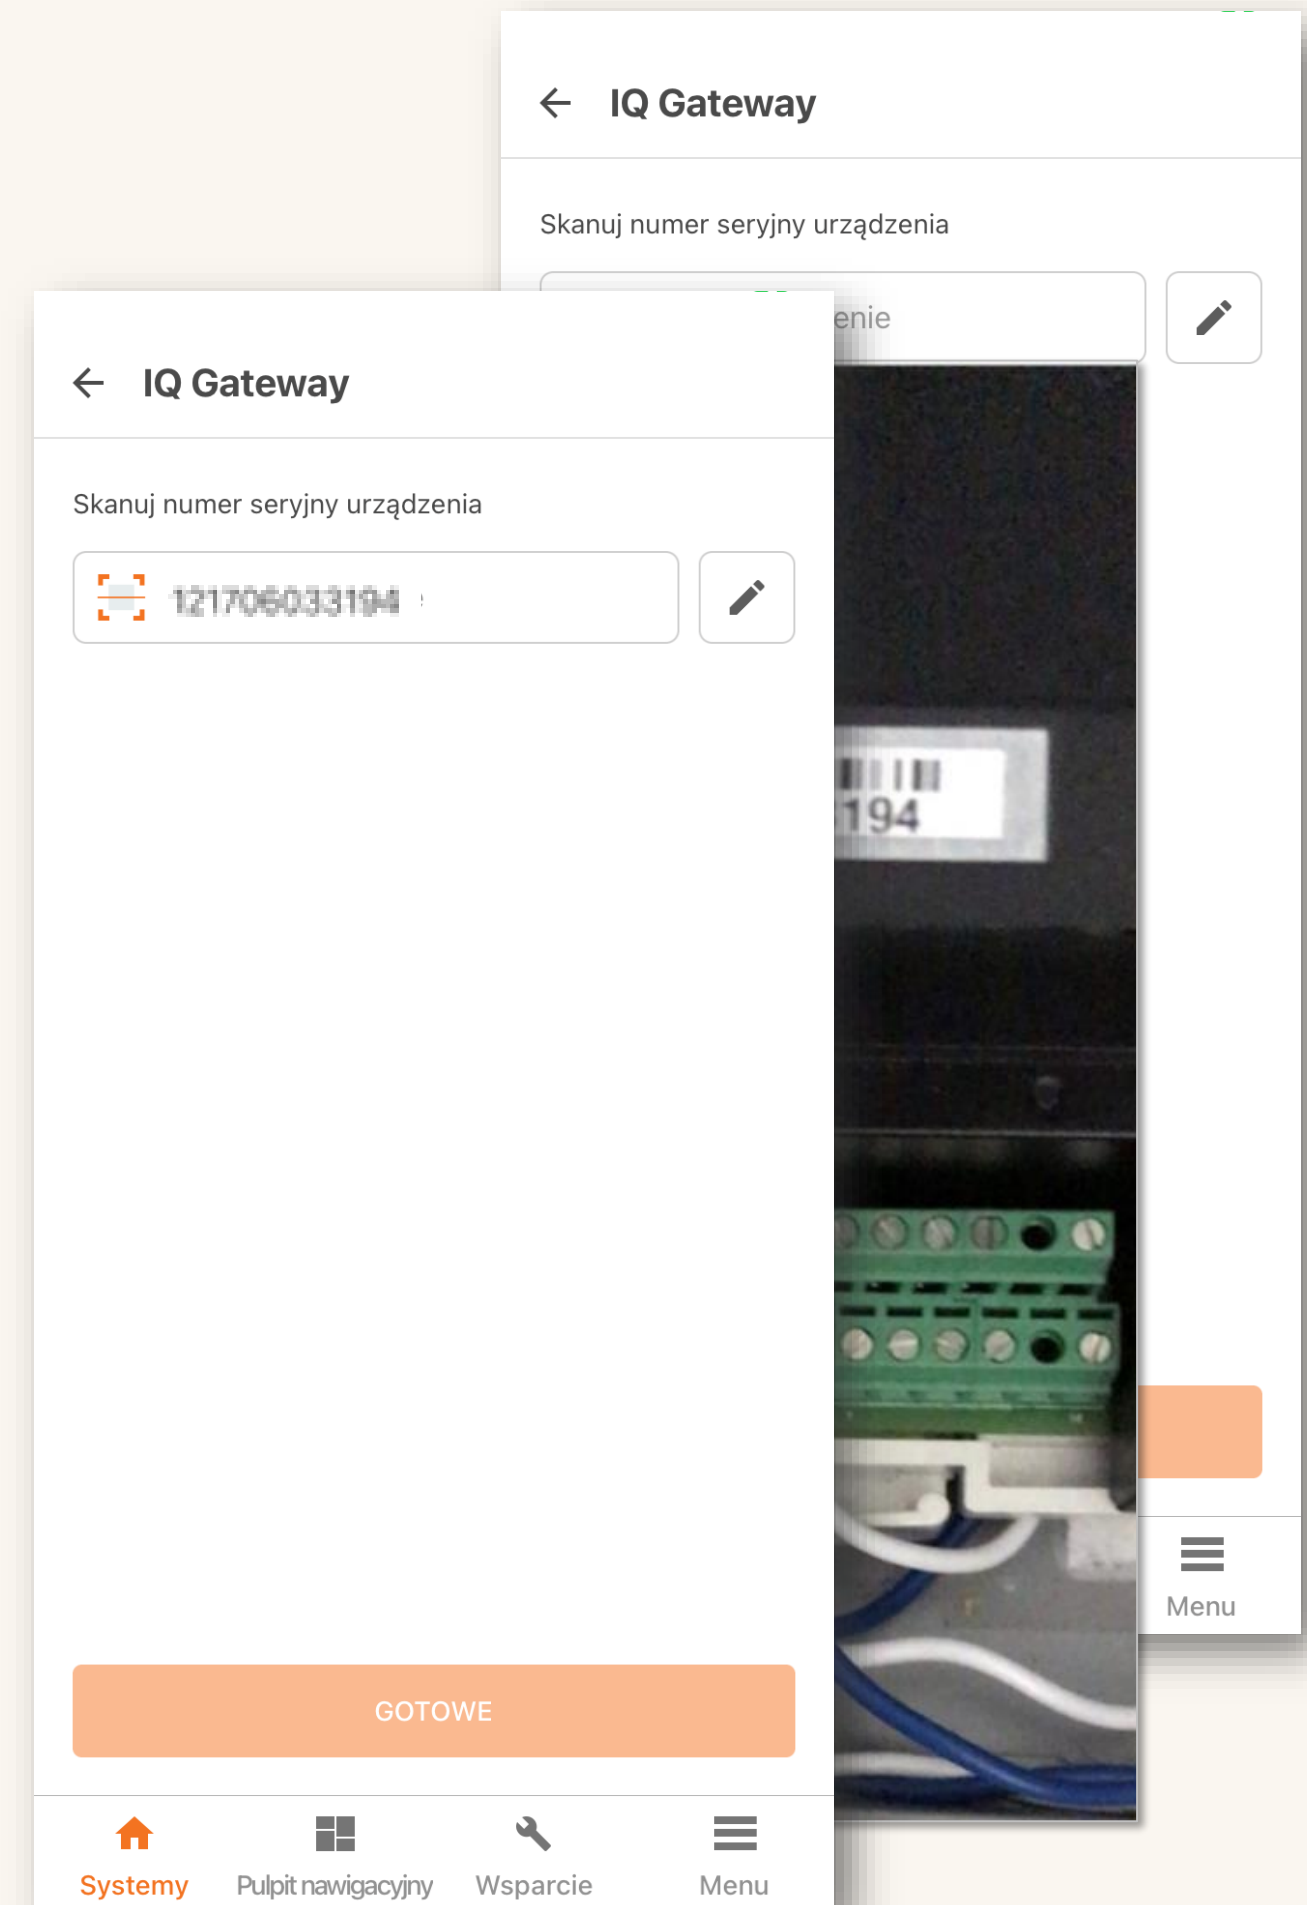 IQ Gateway
Skanuj numer seryjny urządzenia
enie
194
Menu
IQ Gateway
Skanuj numer seryjny urządzenia
121706033194
GOTOWE
Systemy
Pulpit nawigacyjny
Wsparcie
Menu